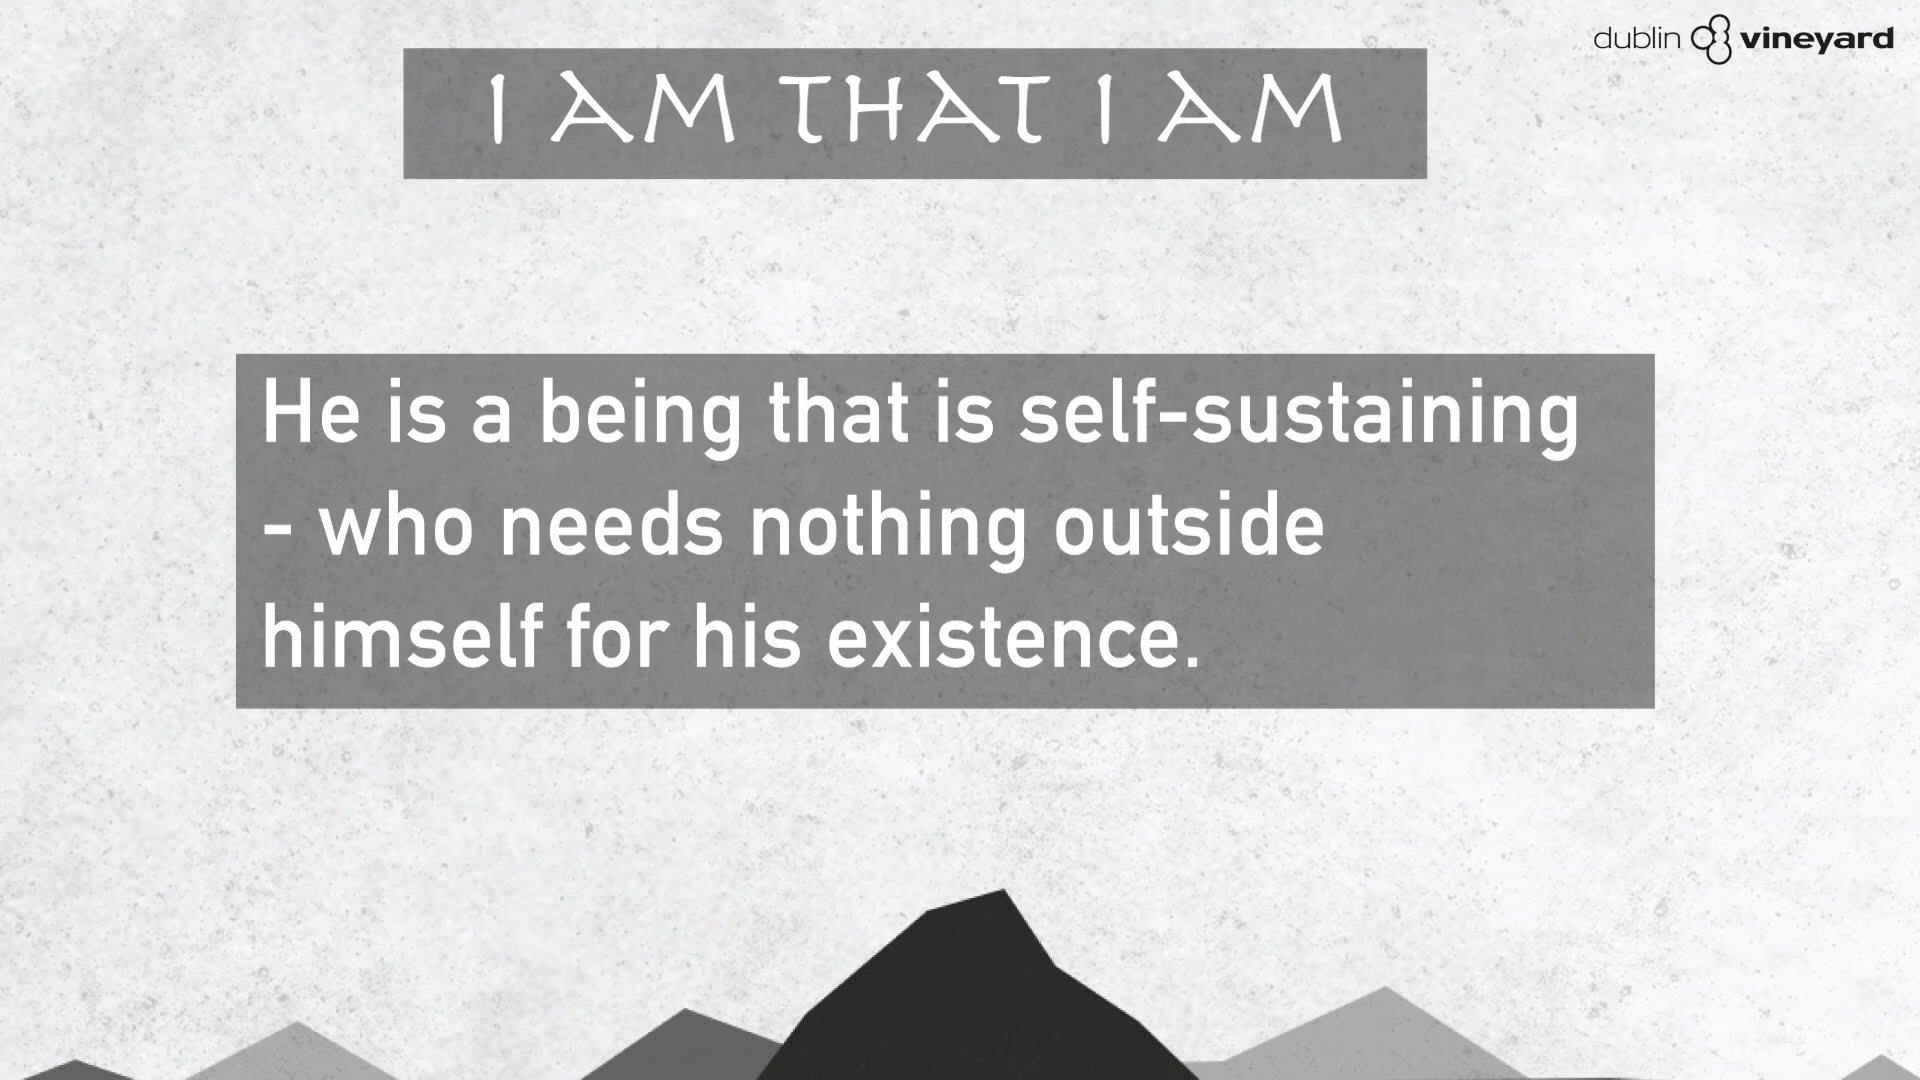 dublin vineyard
I AM THAT I AM
He is a being that is self-sustaining
- who needs nothing outside
himself for his existence.